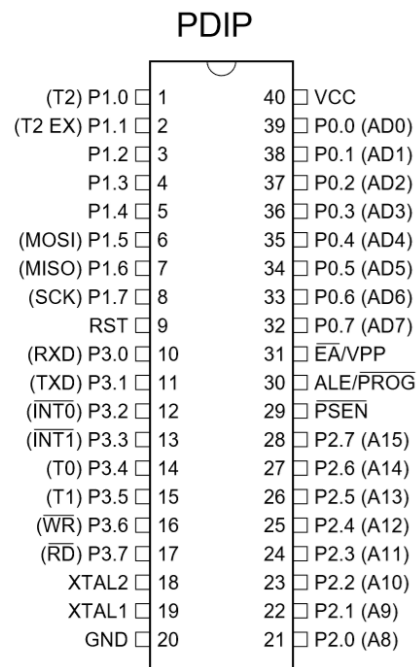 PDIP
(T2) P1.0 1 40 VCC
(T2 EX) P1.1 2 39 P0.0 (AD0)
P1.2 3 38 P0.1 (AD1)
P1.3 4 37 P0.2 (AD2)
P1.4 5 36 P0.3 (AD3)
(MOSI) P1.5 6 35 P0.4 (AD4)
(MISO) P1.6 7 34 P0.5 (AD5)
(SCK) P1.7 8 33 P0.6 (AD6)
RST 9 32 P0.7 (AD7)
(RXD) P3.0 10 31 E̅A̅/VPP
(TXD) P3.1 11 30 ALE/P̅R̅O̅G̅
(I̅N̅T̅0̅) P3.2 12 29 P̅S̅E̅N̅
(I̅N̅T̅1̅) P3.3 13 28 P2.7 (A15)
(T0) P3.4 14 27 P2.6 (A14)
(T1) P3.5 15 26 P2.5 (A13)
(W̅R̅) P3.6 16 25 P2.4 (A12)
(R̅D̅) P3.7 17 24 P2.3 (A11)
XTAL2 18 23 P2.2 (A10)
XTAL1 19 22 P2.1 (A9)
GND 20 21 P2.0 (A8)